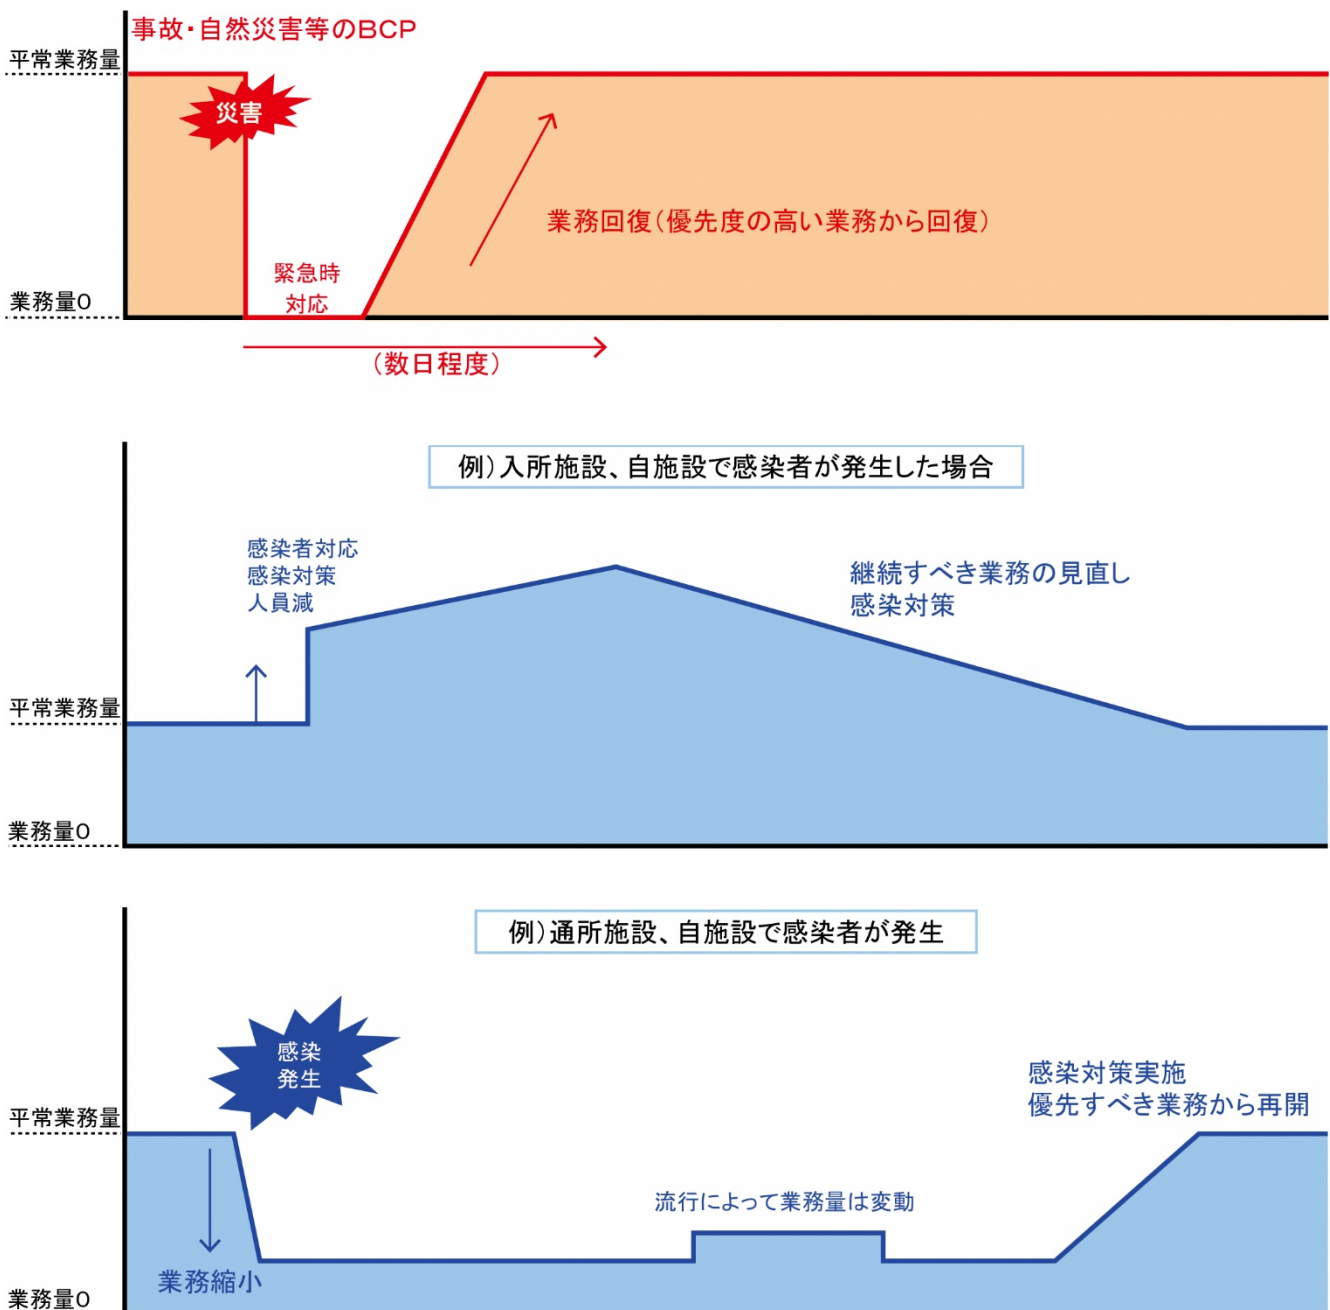 事故・自然災害等のBCP
平常業務量
災害
業務回復（優先度の高い業務から回復）
緊急時
対応
業務量0
（数日程度）
例）入所施設、自施設で感染者が発生した場合
感染者対応
感染対策
人員減
継続すべき業務の見直し
感染対策
平常業務量
業務量0
例）通所施設、自施設で感染者が発生
感染
発生
感染対策実施
優先すべき業務から再開
平常業務量
流行によって業務量は変動
業務縮小
業務量0